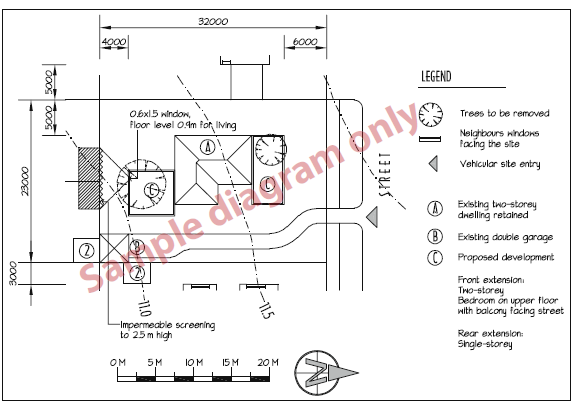 32000
4000
6000
5000
5000
23000
3000
0.6x1.5 window,
floor level 0.9m for living
A
C
C
2
B
2
11.0
11.5
STREET
Impermeable screening
to 2.5 m high
0 M 5 M 10 M 15 M 20 M
N
Sample diagram only
LEGEND
Trees to be removed
Neighbours windows
facing the site
Vehicular site entry
A Existing two-storey
dwelling retained
B Existing double garage
C Proposed development
Front extension:
Two-storey
Bedroom on upper floor
with balcony facing street
Rear extension:
Single-storey